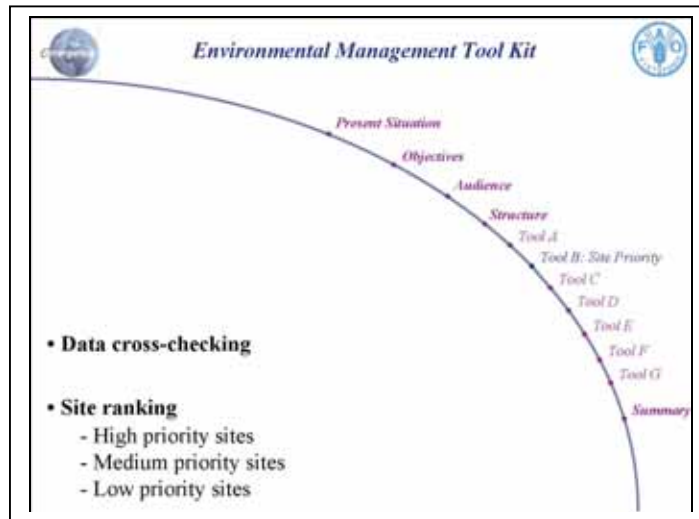 Environmental Management Tool Kit
Present Situation
Objectives
Audience
Structure
Tool A
Tool B: Site Priority
Tool C
Tool D
Tool E
Tool F
Tool G
Summary
• Data cross-checking
• Site ranking
- High priority sites
- Medium priority sites
- Low priority sites